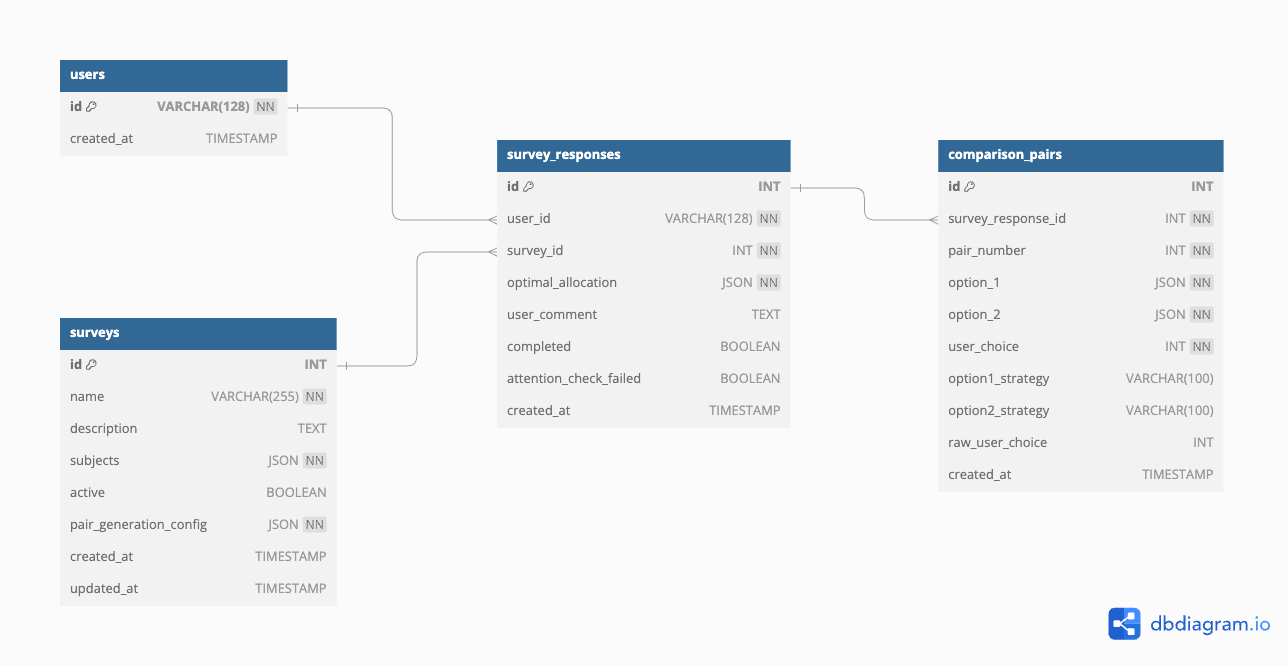 users
id VARCHAR(128) NN
created_at TIMESTAMP
surveys
id INT
name VARCHAR(255) NN
description TEXT
subjects JSON NN
active BOOLEAN
pair_generation_config JSON NN
created_at TIMESTAMP
updated_at TIMESTAMP
survey_responses
id INT
user_id VARCHAR(128) NN
survey_id INT NN
optimal_allocation JSON NN
user_comment TEXT
completed BOOLEAN
attention_check_failed BOOLEAN
created_at TIMESTAMP
comparison_pairs
id INT
survey_response_id INT NN
pair_number INT NN
option_1 JSON NN
option_2 JSON NN
user_choice INT NN
option1_strategy VARCHAR(100)
option2_strategy VARCHAR(100)
raw_user_choice INT
created_at TIMESTAMP
dbdiagram.io